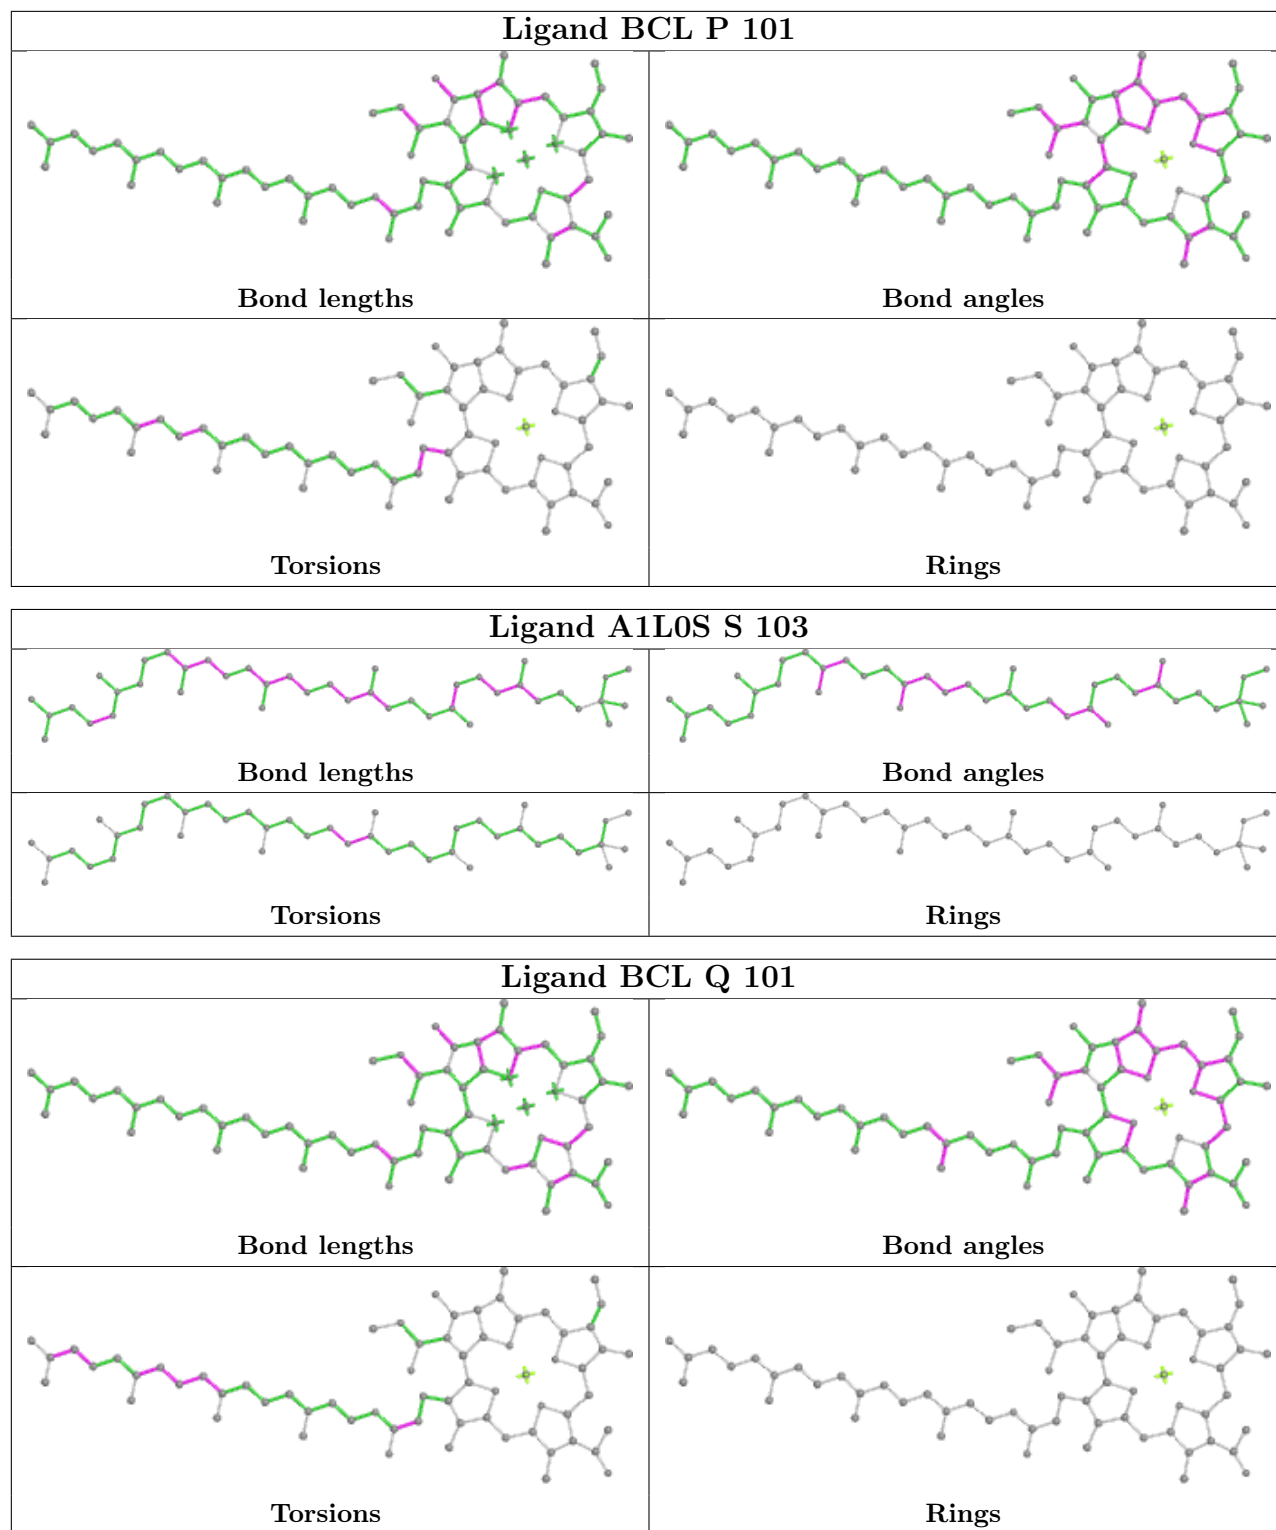 Ligand BCL P 101
Bond lengths
Bond angles
Torsions
Rings
Ligand A1L0S S 103
Bond lengths
Bond angles
Torsions
Rings
Ligand BCL Q 101
Bond lengths
Bond angles
Torsions
Rings